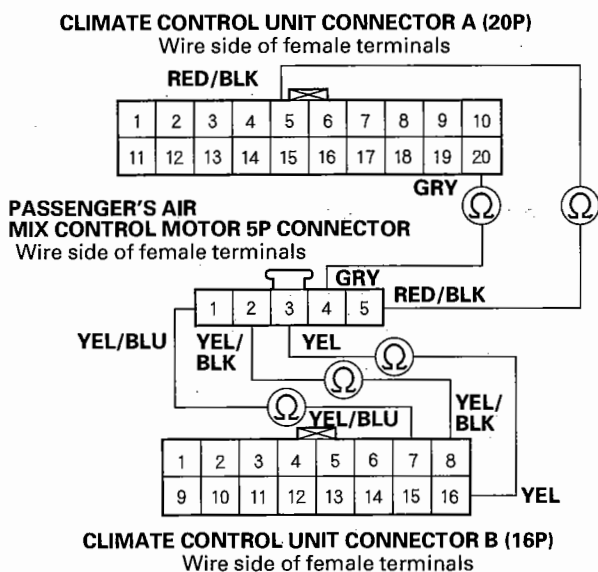 CLIMATE CONTROL UNIT CONNECTOR A (20P)
Wire side of female terminals
RED/BLK
1 2 3 4 5 6 7 8 9 10
11 12 13 14 15 16 17 18 19 20
GRY
Ω Ω
PASSENGER'S AIR
MIX CONTROL MOTOR 5P CONNECTOR
Wire side of female terminals
GRY
1 2 3 4 5
RED/BLK
YEL/BLU
YEL/
BLK
YEL
Ω
Ω
Ω
YEL/BLU
YEL/
BLK
1 2 3 4 5 6 7 8
9 10 11 12 13 14 15 16
YEL
CLIMATE CONTROL UNIT CONNECTOR B (16P)
Wire side of female terminals